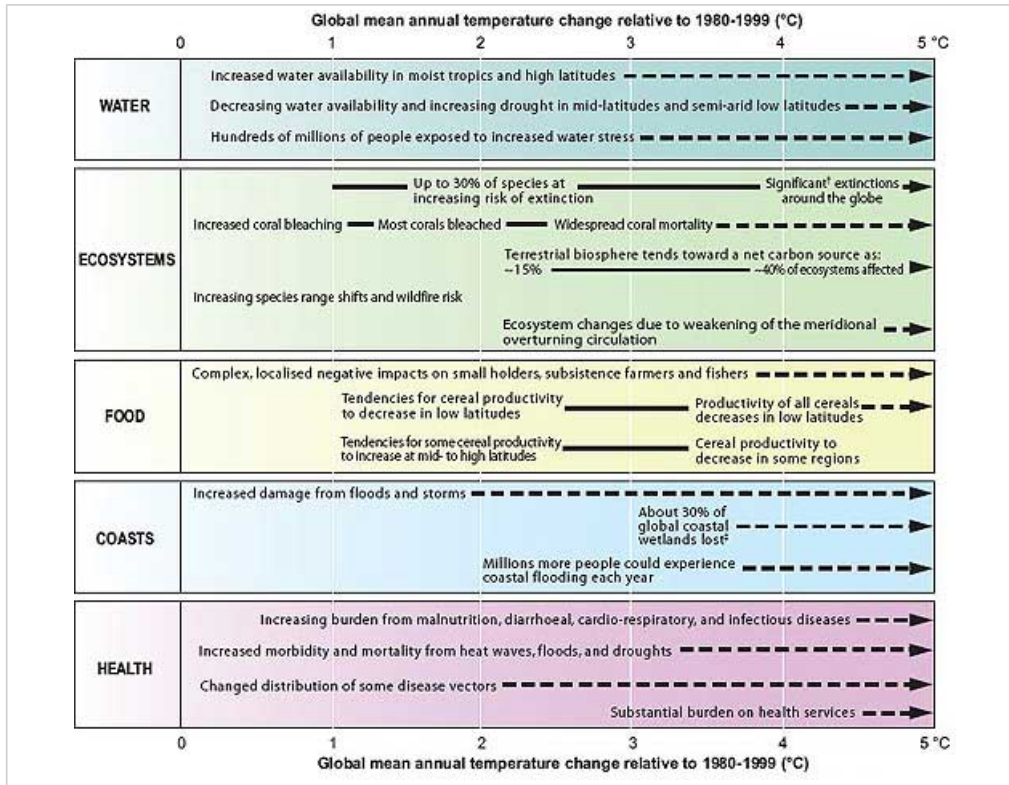 Global mean annual temperature change relative to 1980-1999 (°C)
0 1 2 3 4 5 °C
WATER
Increased water availability in moist tropics and high latitudes
Decreasing water availability and increasing drought in mid-latitudes and semi-arid low latitudes
Hundreds of millions of people exposed to increased water stress
ECOSYSTEMS
Up to 30% of species at
increasing risk of extinction
Significant† extinctions
around the globe
Increased coral bleaching Most corals bleached Widespread coral mortality
Terrestrial biosphere tends toward a net carbon source as:
~15% ~40% of ecosystems affected
Increasing species range shifts and wildfire risk
Ecosystem changes due to weakening of the meridional
overturning circulation
FOOD
Complex, localised negative impacts on small holders, subsistence farmers and fishers
Tendencies for cereal productivity
to decrease in low latitudes
Productivity of all cereals
decreases in low latitudes
Tendencies for some cereal productivity
to increase at mid- to high latitudes
Cereal productivity to
decrease in some regions
COASTS
Increased damage from floods and storms
About 30% of
global coastal
wetlands lost‡
Millions more people could experience
coastal flooding each year
HEALTH
Increasing burden from malnutrition, diarrhoeal, cardio-respiratory, and infectious diseases
Increased morbidity and mortality from heat waves, floods, and droughts
Changed distribution of some disease vectors
Substantial burden on health services
0 1 2 3 4 5 °C
Global mean annual temperature change relative to 1980-1999 (°C)